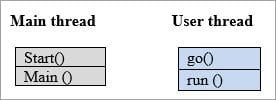 Main thread
Start()
Main ()
User thread
go()
run ()